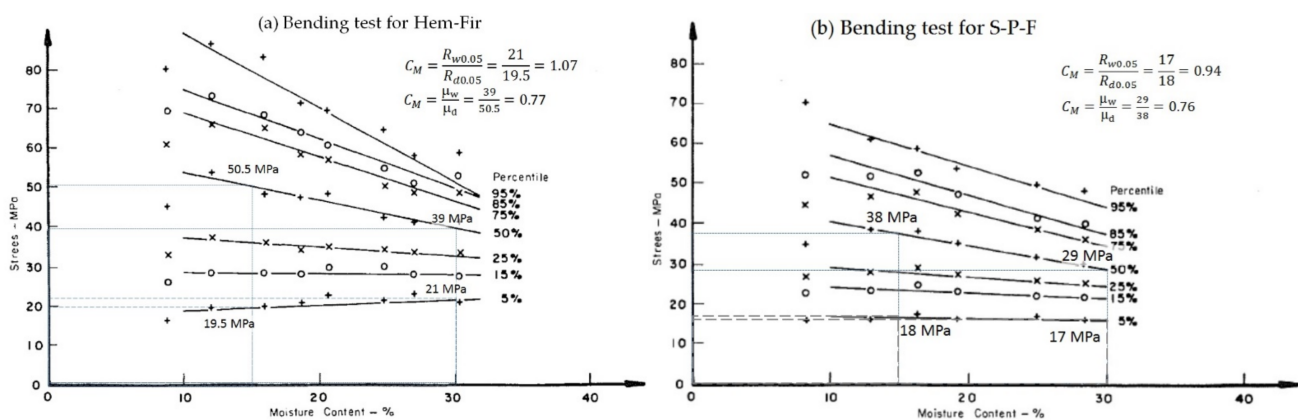 (a) Bending test for Hem-Fir
C_M = R_w0.05 / R_d0.05 = 21 / 19.5 = 1.07
C_M = μ_w / μ_d = 39 / 50.5 = 0.77
80
70
60
50
40
30
20
10
0
Strees – MPa
50.5 MPa
39 MPa
21 MPa
19.5 MPa
Percentile
95%
85%
75%
50%
25%
15%
5%
0
10
20
30
40
Moisture Content – %
(b) Bending test for S-P-F
C_M = R_w0.05 / R_d0.05 = 17 / 18 = 0.94
C_M = μ_w / μ_d = 29 / 38 = 0.76
80
70
60
50
40
30
20
10
0
Strees – MPa
38 MPa
29 MPa
18 MPa
17 MPa
Percentile
95%
85%
75%
50%
25%
15%
5%
0
10
20
30
40
Moisture Content – %